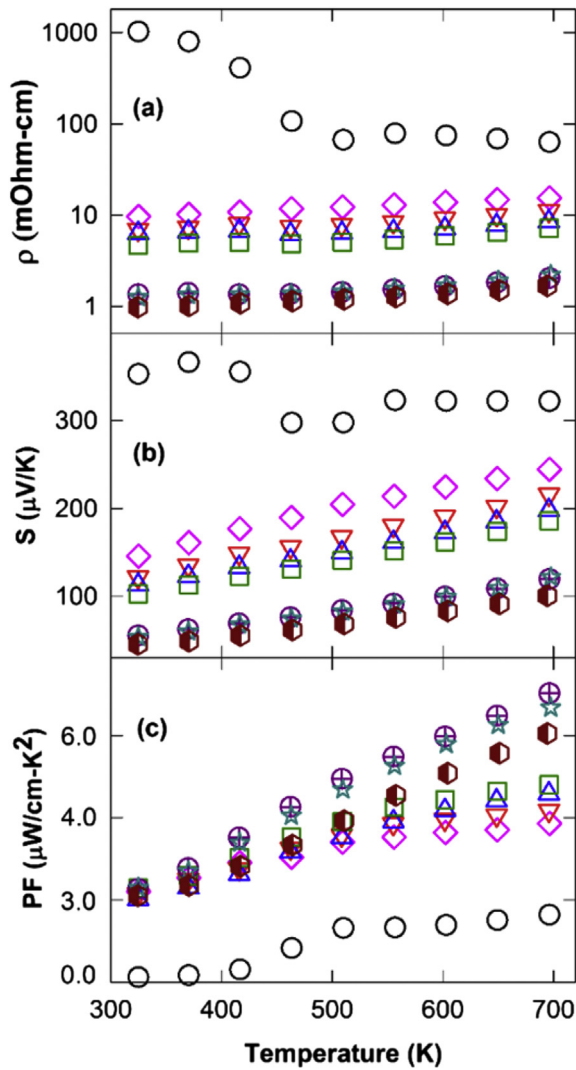 1000
100
10
1
ρ (mOhm-cm)
(a)
300
200
100
S (μV/K)
(b)
6.0
4.0
3.0
0.0
PF (μW/cm-K²)
(c)
300 400 500 600 700
Temperature (K)